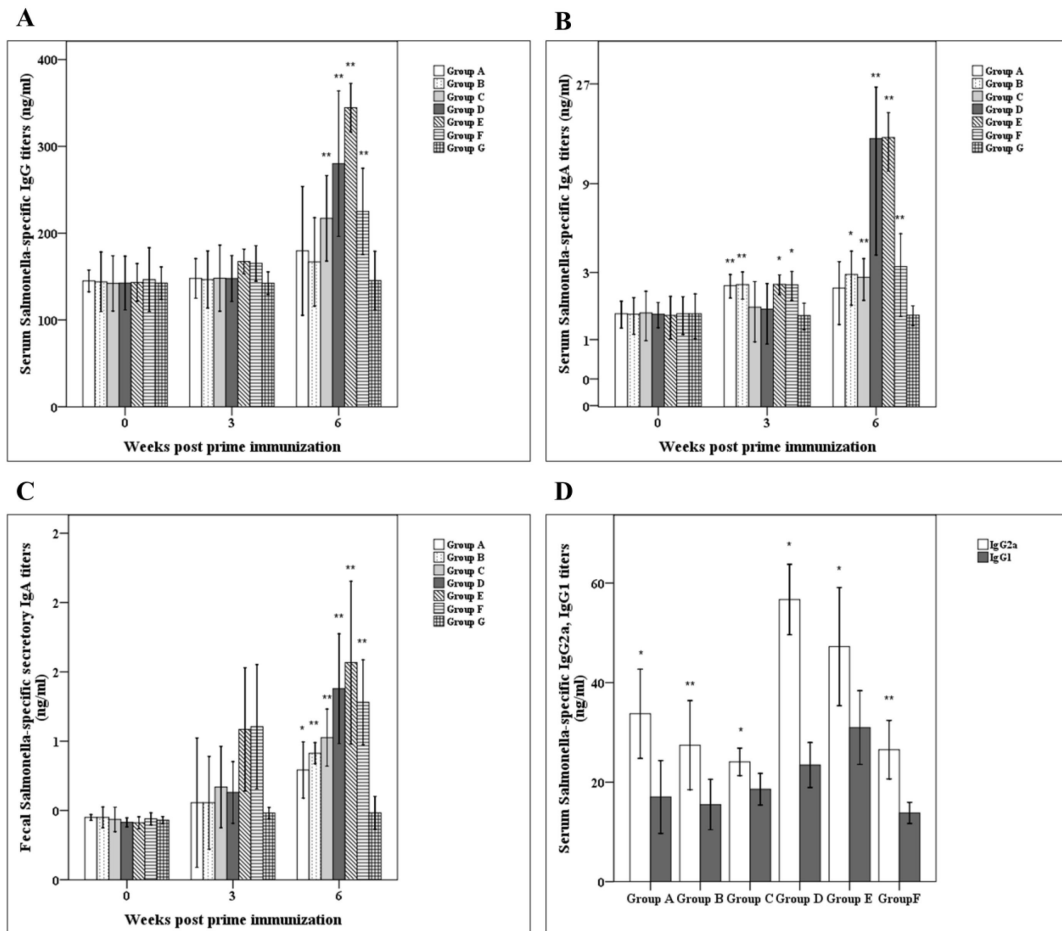 A
Serum Salmonella-specific IgG titers (ng/ml)
400
300
200
100
0
** ** ** **
0 3 6
Weeks post prime immunization
Group A
Group B
Group C
Group D
Group E
Group F
Group G
B
Serum Salmonella-specific IgA titers (ng/ml)
27
9
3
1
0
0
** ** * * * ** ** ** **
0 3 6
Weeks post prime immunization
Group A
Group B
Group C
Group D
Group E
Group F
Group G
C
Fecal Salmonella-specific secretory IgA titers
(ng/ml)
2
2
2
1
0
0
* ** ** ** ** **
0 3 6
Weeks post prime immunization
Group A
Group B
Group C
Group D
Group E
Group F
Group G
D
Serum Salmonella-specific IgG2a, IgG1 titers
(ng/ml)
60
40
20
0
* ** * * * **
Group A Group B Group C Group D Group E GroupF
IgG2a
IgG1